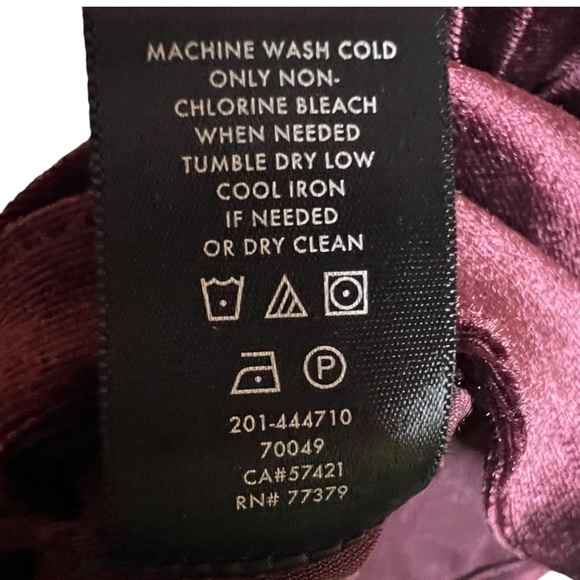 MACHINE WASH COLD
ONLY NON-
CHLORINE BLEACH
WHEN NEEDED
TUMBLE DRY LOW
COOL IRON
IF NEEDED
OR DRY CLEAN
P
201-444710
70049
CA#57421
RN# 77379